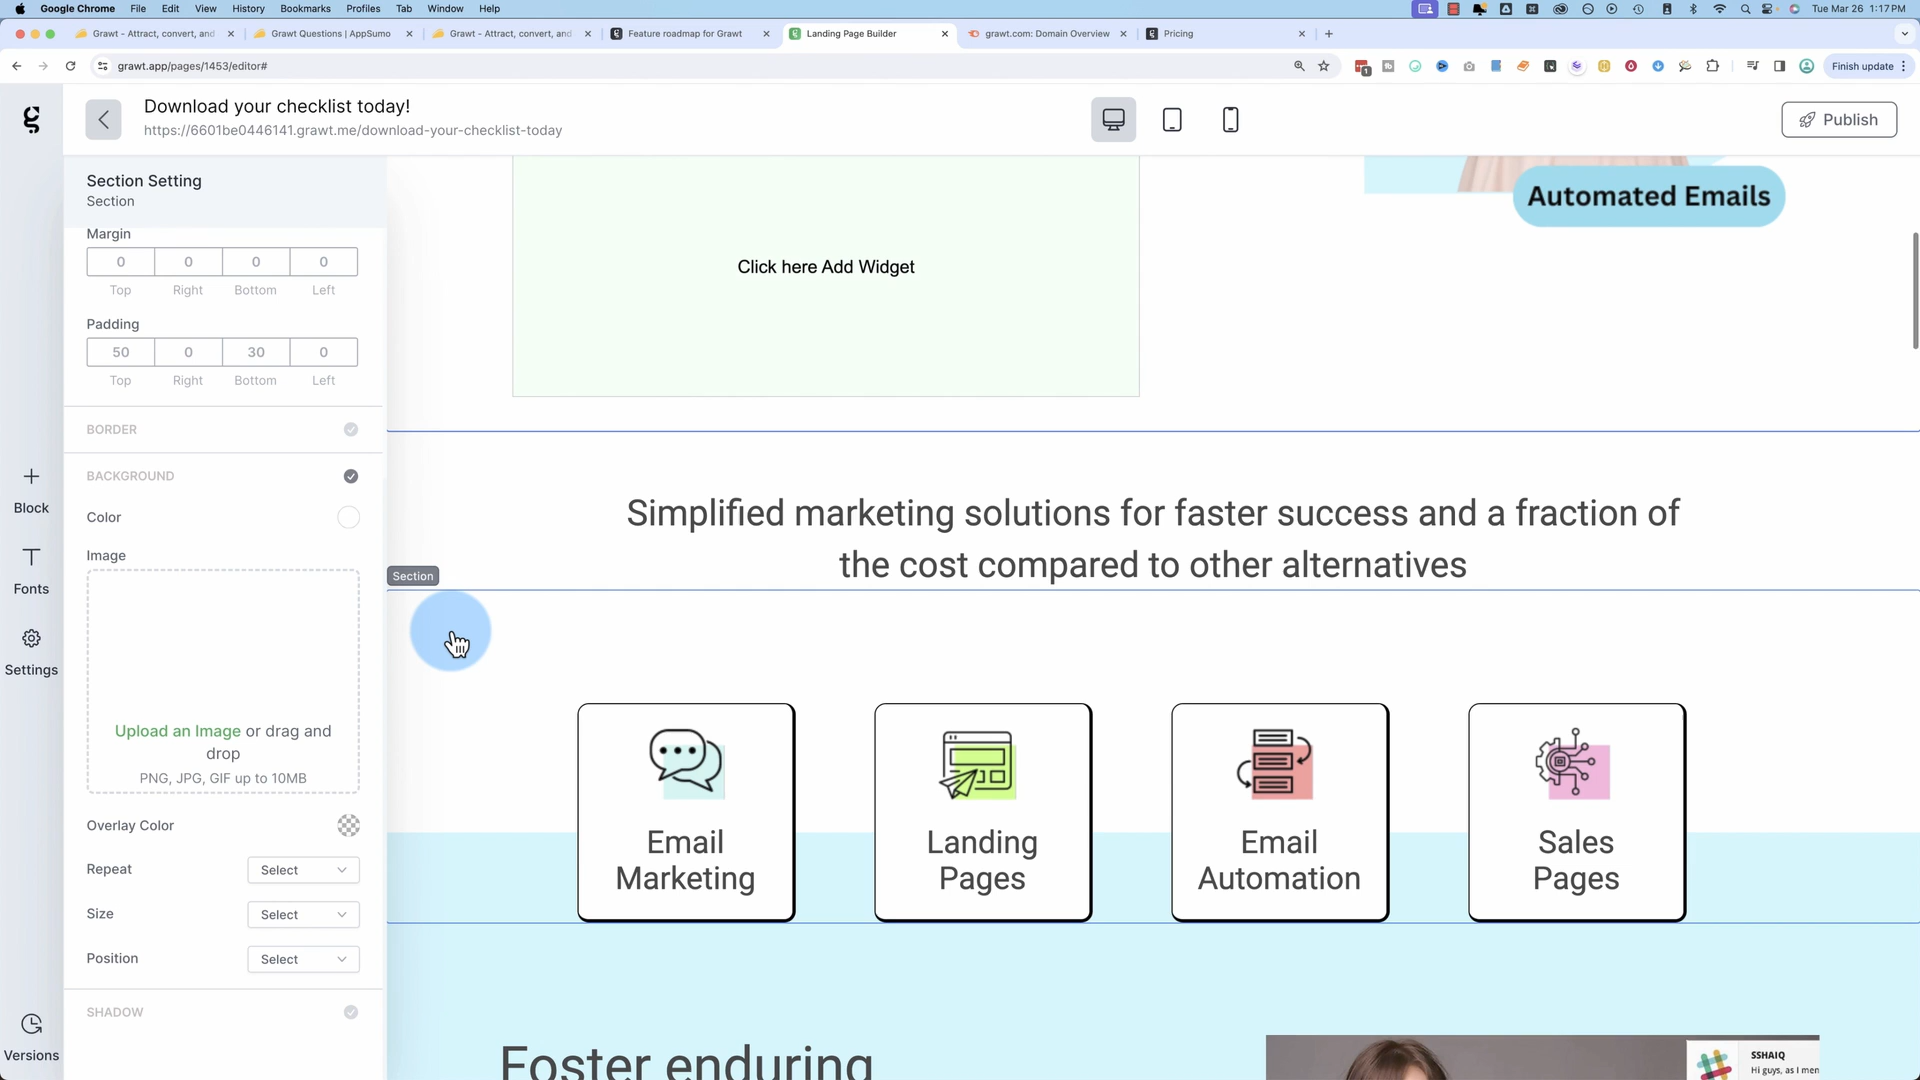 Google Chrome File Edit View History Bookmarks Profiles Tab Window Help Tue Mar 26 1:17 PM
Grawt - Attract, convert, and Grawt Questions | AppSumo Grawt - Attract, convert, and Feature roadmap for Grawt Landing Page Builder grawt.com: Domain Overview Pricing
grawt.app/pages/1453/editor# Finish update
Download your checklist today!
https://6601be0446141.grawt.me/download-your-checklist-today
Publish
Section Setting
Section
Margin
0 0 0 0
Top Right Bottom Left
Padding
50 0 30 0
Top Right Bottom Left
BORDER
BACKGROUND
Color
Image
Upload an Image or drag and
drop
PNG, JPG, GIF up to 10MB
Overlay Color
Repeat Select
Size Select
Position Select
SHADOW
Block
Fonts
Settings
Versions
Automated Emails
Click here Add Widget
Simplified marketing solutions for faster success and a fraction of
the cost compared to other alternatives
Section
Email
Marketing
Landing
Pages
Email
Automation
Sales
Pages
Foster enduring
SSHAIQ
Hi guys, as I men